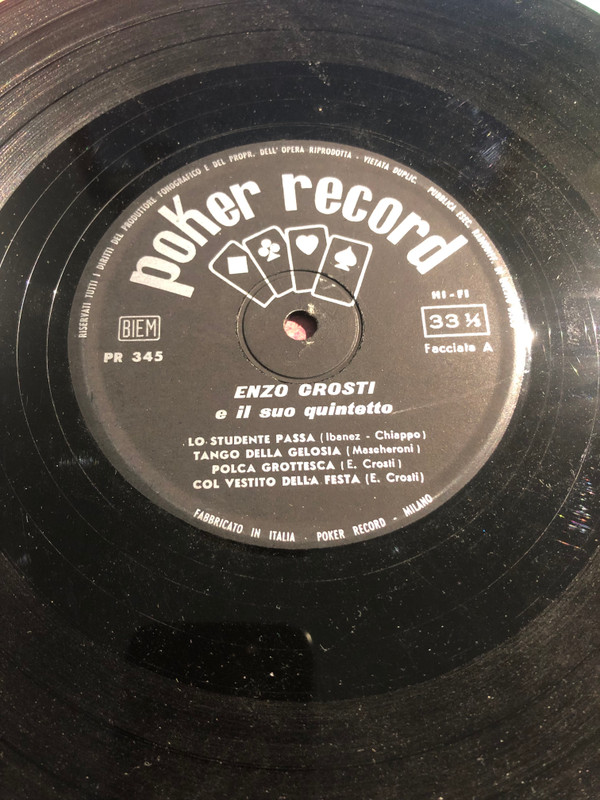 RISERVATI TUTTI I DIRITTI DEL PRODUTTORE FONOGRAFICO E DEL PROPR. DELL' OPERA RIPRODOTTA - VIETATA DUPLIC. PUBBLICA ESEC.
poker record
BIEM
PR 345
HI-FI
33 ⅓
Facciata A
ENZO CROSTI
e il suo quintetto
LO STUDENTE PASSA (Ibanez - Chiappo)
TANGO DELLA GELOSIA (Mascheroni)
POLCA GROTTESCA (E. Crosti)
COL VESTITO DELLA FESTA (E. Crosti)
FABBRICATO IN ITALIA · POKER RECORD - MILANO